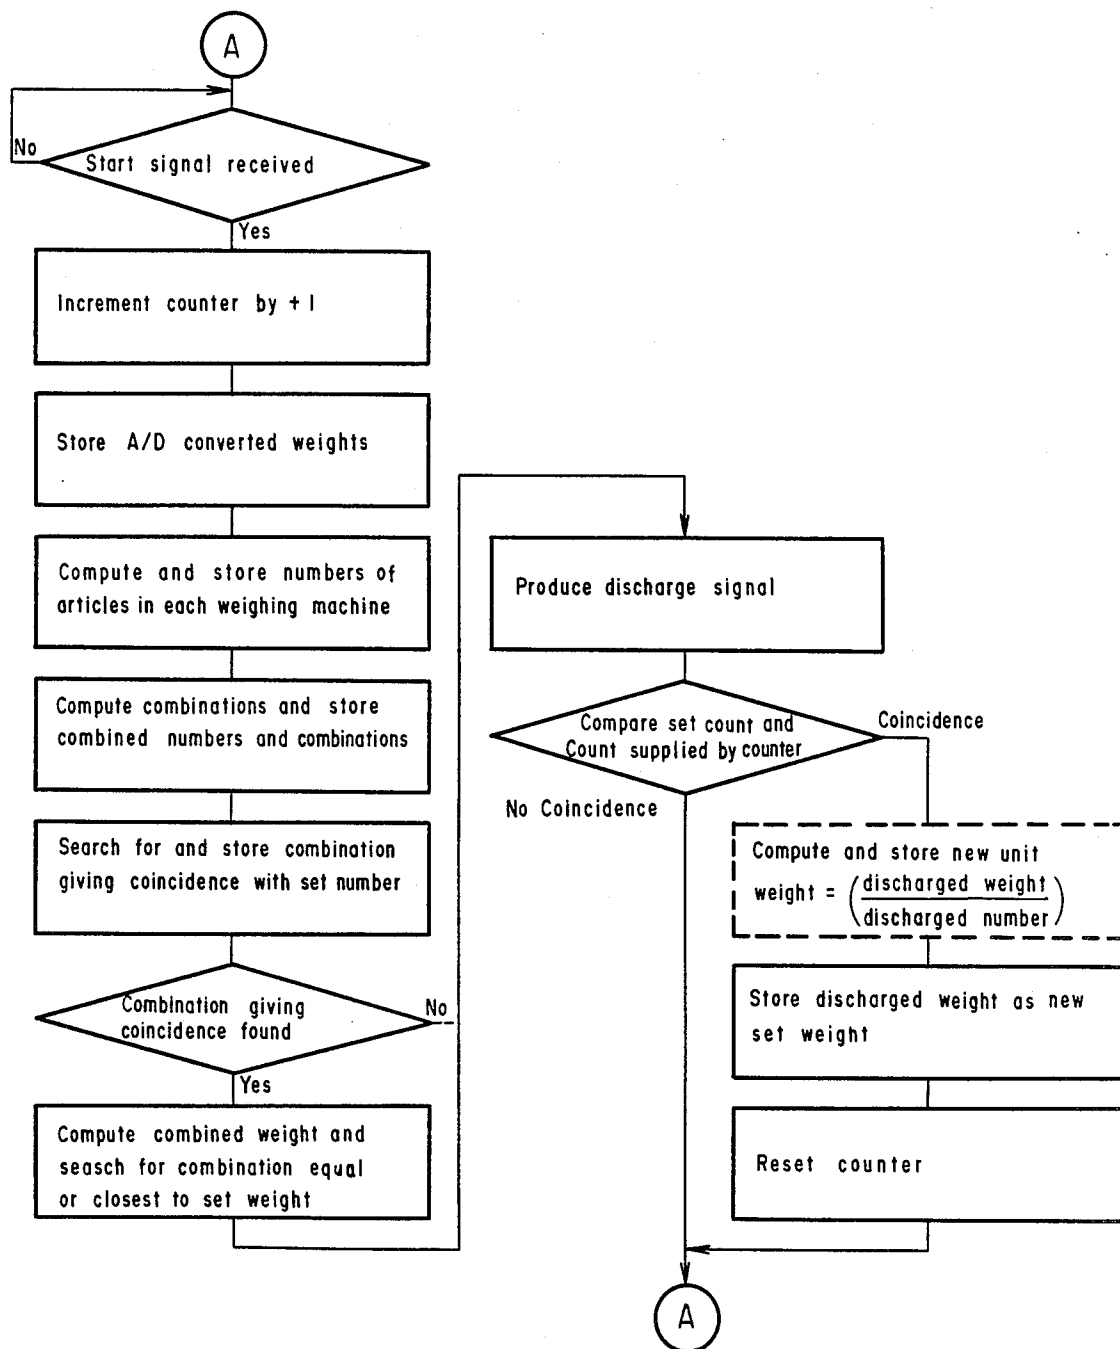 A
No
Start signal received
Yes
Increment counter by + 1
Store A/D converted weights
Compute and store numbers of
articles in each weighing machine
Compute combinations and store
combined numbers and combinations
Search for and store combination
giving coincidence with set number
Combination giving
coincidence found
No
Yes
Compute combined weight and
seasch for combination equal
or closest to set weight
Produce discharge signal
Compare set count and
Count supplied by counter
Coincidence
No Coincidence
Compute and store new unit
weight = (discharged weight
discharged number)
Store discharged weight as new
set weight
Reset counter
A